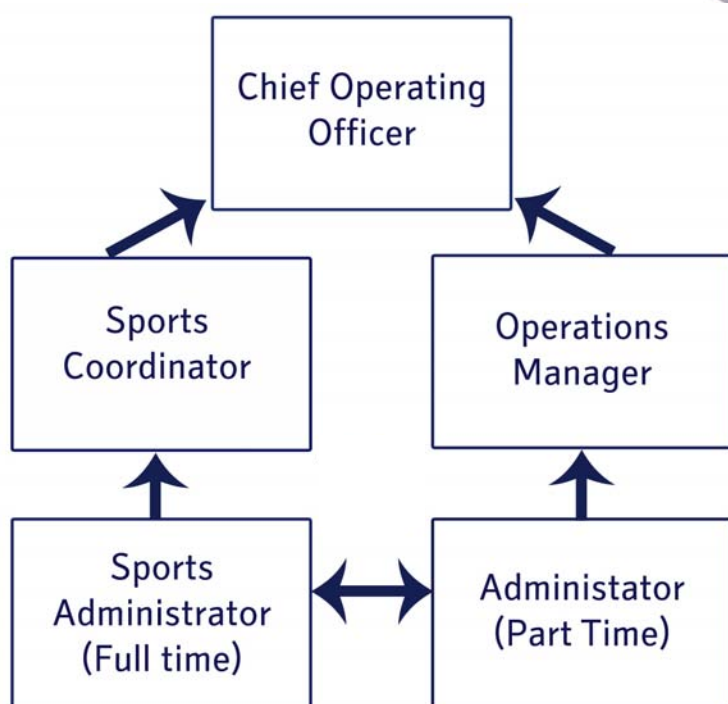 Chief Operating
Officer
Sports
Coordinator
Operations
Manager
Sports
Administrator
(Full time)
Administator
(Part Time)